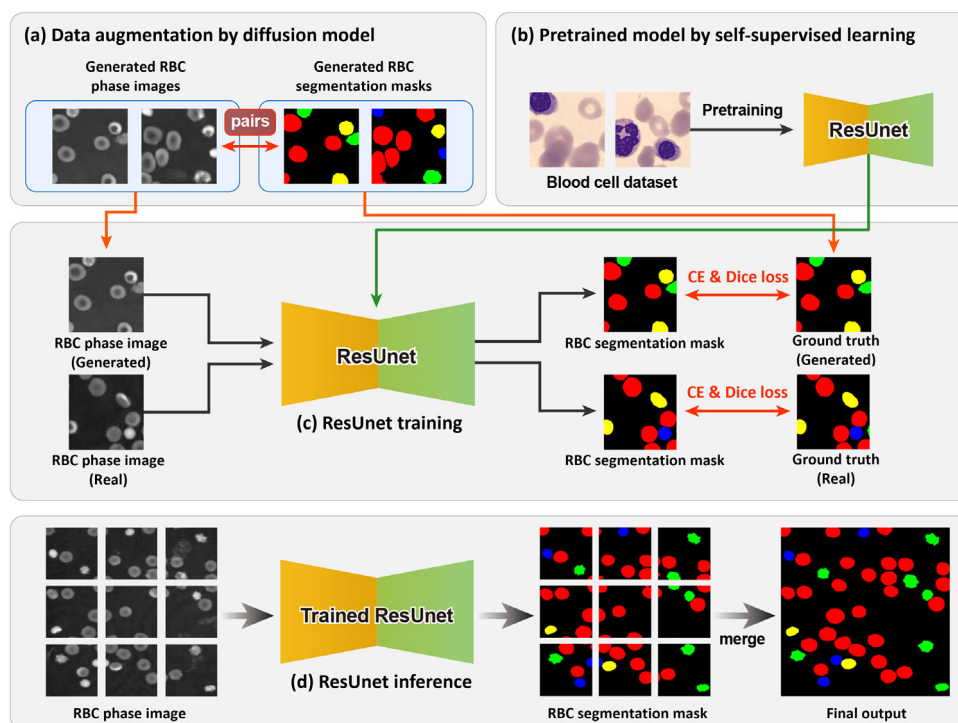 (a) Data augmentation by diffusion model
Generated RBC
phase images
Generated RBC
segmentation masks
pairs
(b) Pretrained model by self-supervised learning
Pretraining
ResUnet
Blood cell dataset
RBC phase image
(Generated)
RBC phase image
(Real)
ResUnet
(c) ResUnet training
RBC segmentation mask
CE & Dice loss
Ground truth
(Generated)
RBC segmentation mask
CE & Dice loss
Ground truth
(Real)
Trained ResUnet
(d) ResUnet inference
merge
RBC phase image
RBC segmentation mask
Final output